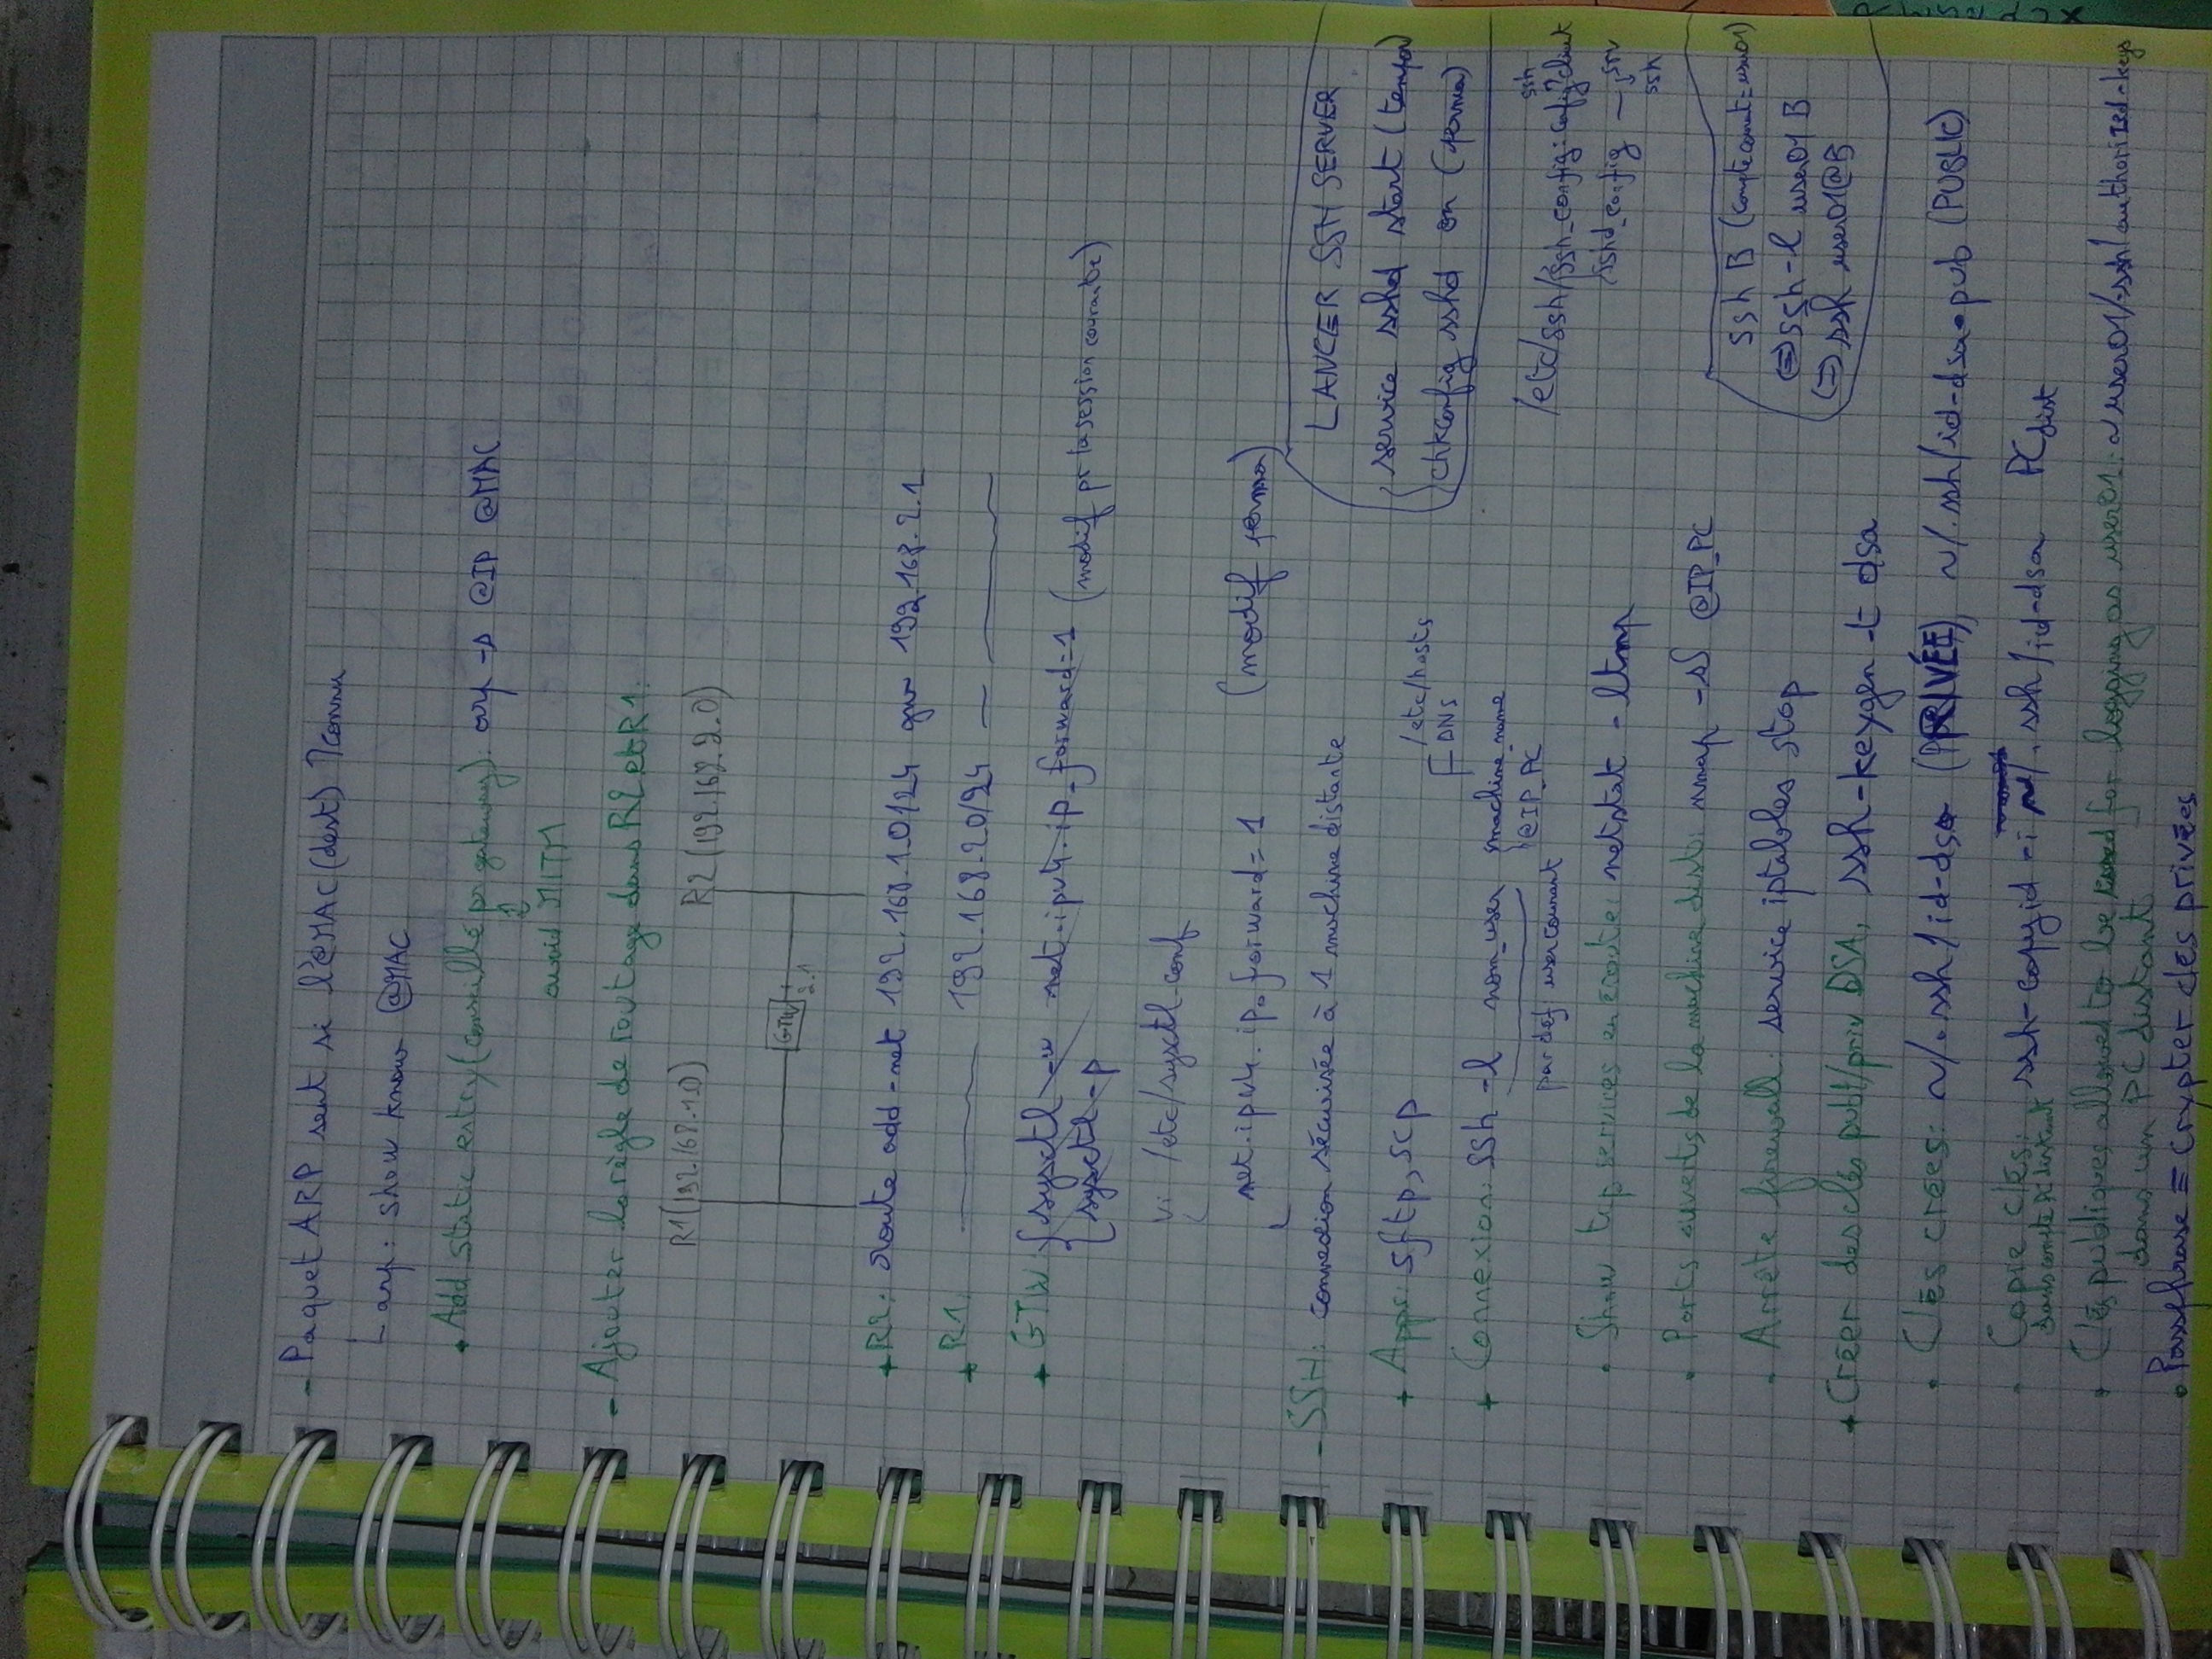 - Paquet ARP sent si l'@MAC (dest) ⌉connu
arp: show know @MAC
• Add static entry (conseillé pr gateway): arp -s @IP @MAC
avoid MITM
- Ajouter la règle de routage dans R2 et R1:
R1 (192.168.1.0)
R2 (192.168.2.0)
GTW
2.1
+ R2: route add -net 192.168.1.0/24 gw 192.168.2.1
+ R1: —— 192.168.2.0/24 — ——
+ GTW: { sysctl -w net.ipv4.ip_forward=1
{ sysctl -p (modif pr la session courante)
vi /etc/sysctl.conf
net.ipv4.ip_forward=1 (modif perma)
- SSH: connexion sécurisée à 1 machine distante
LANCER SSH SERVER
service sshd start (tempo)
chkconfig sshd on (perma)
+ Apps: sftp, scp
/etc/hosts
DNS
+ Connexion: ssh -l nom_user machine_name
@IP_PC
par def, user courant
/etc/ssh/ssh_config: config client
ssh
sshd_config — srv
ssh
• Show tcp services en écoute: netstat -ltmp
• Ports ouverts de la machine dist: nmap -sS @IP_PC
• Arrête firewall: service iptables stop
ssh B (compte courant = user01)
⇔ ssh -l user01 B
⇔ ssh user01@B
+ Créer des clés publ/priv DSA: ssh-keygen -t dsa
• Clés crées: ~/.ssh/id-dsa (PRIVÉE), ~/.ssh/id-dsa.pub (PUBLIC)
• Copie clés: ssh-copyid -i ~/.ssh/id-dsa PC dist
dans compte PC distant
• Clés publiques allowed to be used for logging as user01: ~user01/.ssh/authorized-keys
dans un PC distant
• Passphrase ≡ crypter clés privées